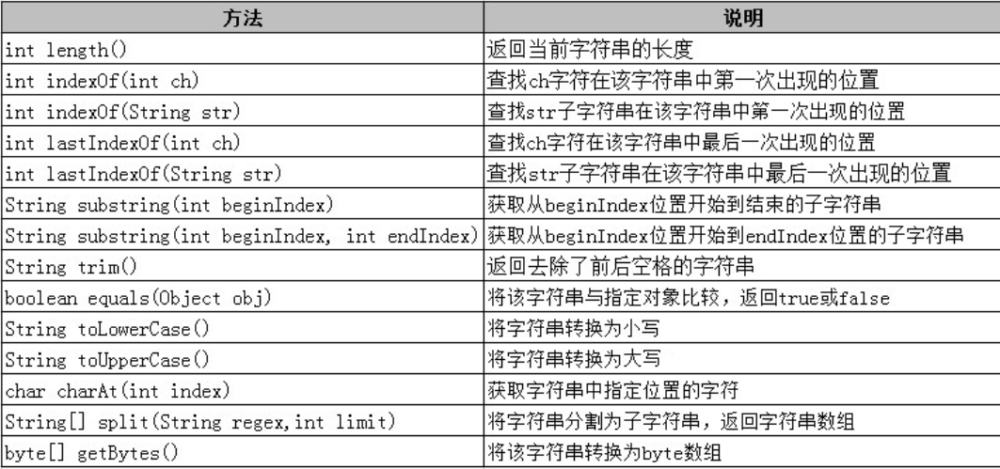 方法 说明
int length() 返回当前字符串的长度
int indexOf(int ch) 查找ch字符在该字符串中第一次出现的位置
int indexOf(String str) 查找str子字符串在该字符串中第一次出现的位置
int lastIndexOf(int ch) 查找ch字符在该字符串中最后一次出现的位置
int lastIndexOf(String str) 查找str子字符串在该字符串中最后一次出现的位置
String substring(int beginIndex) 获取从beginIndex位置开始到结束的子字符串
String substring(int beginIndex, int endIndex) 获取从beginIndex位置开始到endIndex位置的子字符串
String trim() 返回去除了前后空格的字符串
boolean equals(Object obj) 将该字符串与指定对象比较，返回true或false
String toLowerCase() 将字符串转换为小写
String toUpperCase() 将字符串转换为大写
char charAt(int index) 获取字符串中指定位置的字符
String[] split(String regex,int limit) 将字符串分割为子字符串，返回字符串数组
byte[] getBytes() 将该字符串转换为byte数组